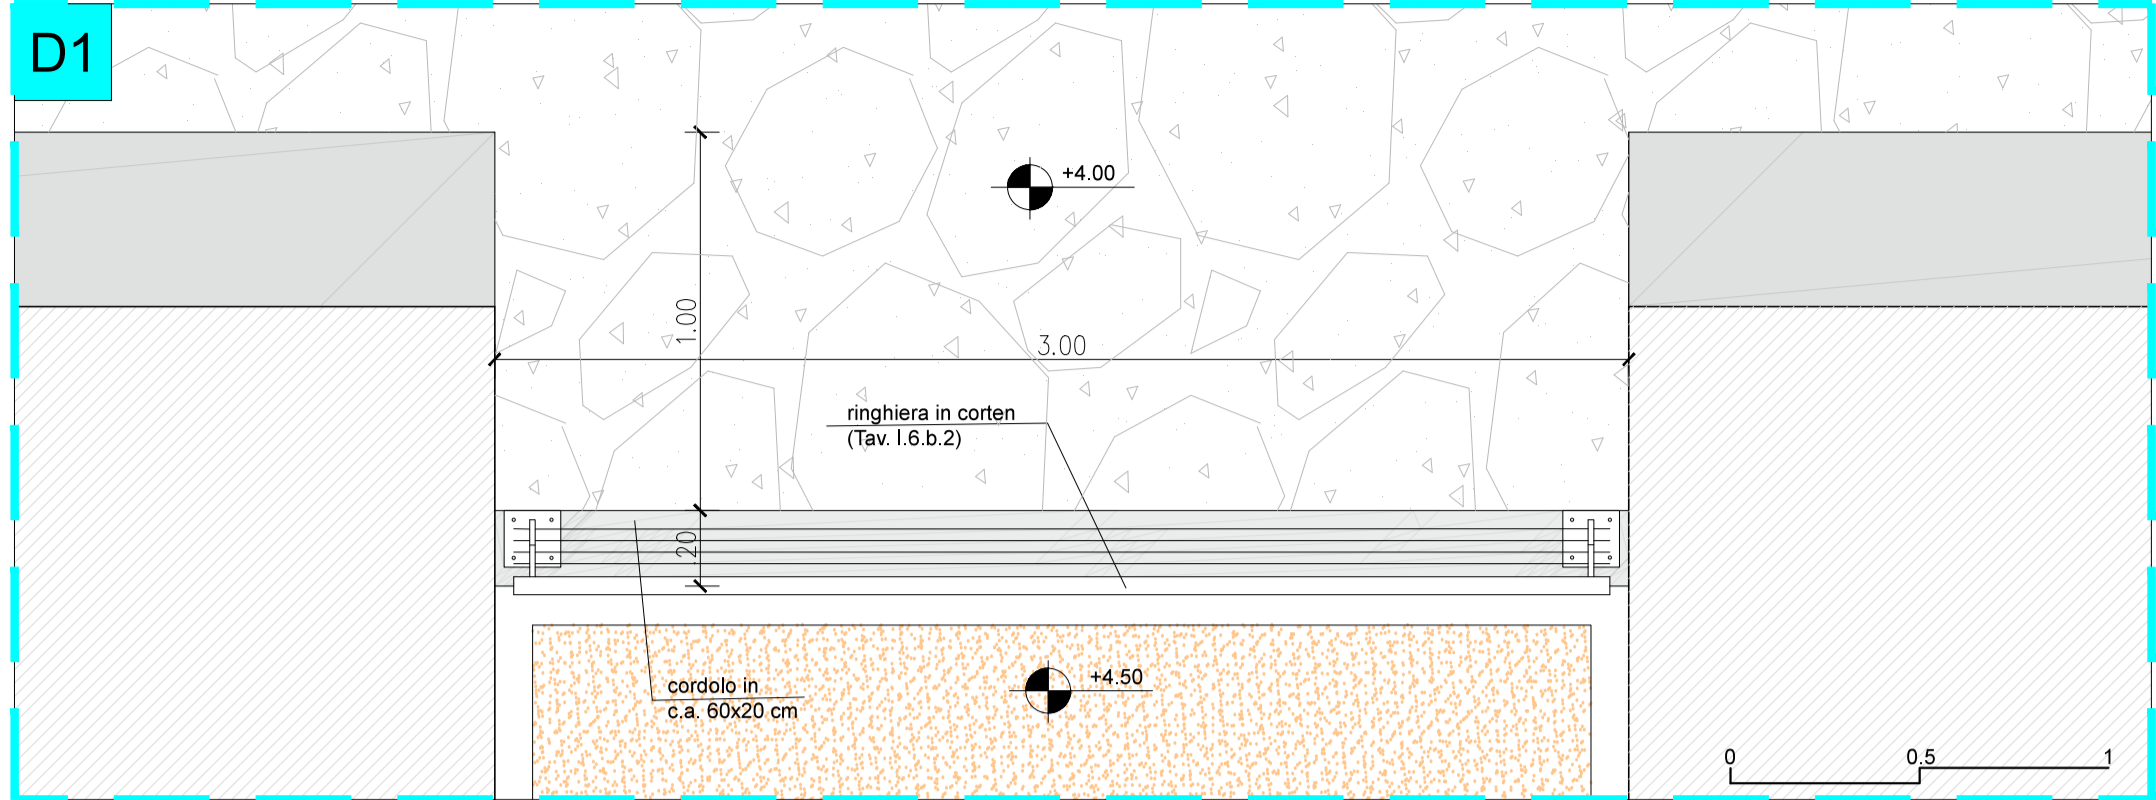 D1
+4.00
1.00
3.00
ringhiera in corten
(Tav. I.6.b.2)
.20
+4.50
cordolo in
c.a. 60x20 cm
0 0.5 1